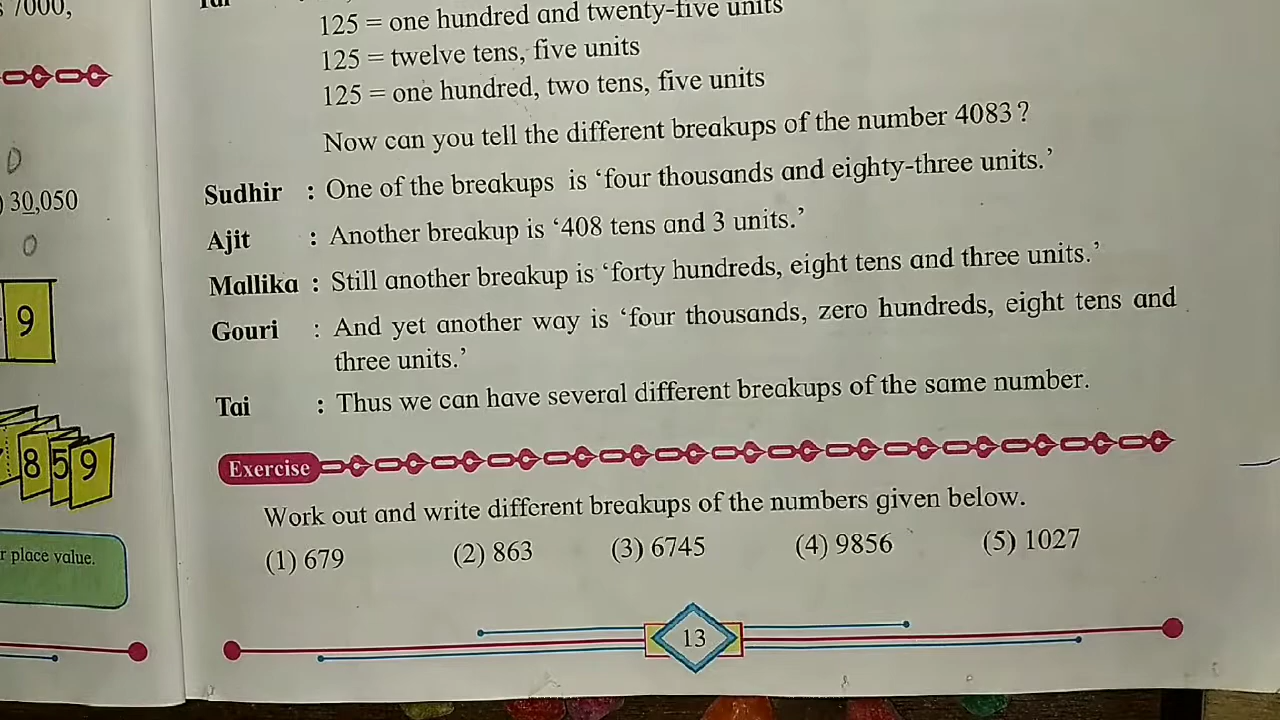 7000,
30,050
0
9
859
r place value.
125 = one hundred and twenty-five units
125 = twelve tens, five units
125 = one hundred, two tens, five units
Now can you tell the different breakups of the number 4083?
Sudhir : One of the breakups is ‘four thousands and eighty-three units.’
Ajit : Another breakup is ‘408 tens and 3 units.’
Mallika : Still another breakup is ‘forty hundreds, eight tens and three units.’
Gouri : And yet another way is ‘four thousands, zero hundreds, eight tens and
three units.’
Tai : Thus we can have several different breakups of the same number.
Exercise
Work out and write different breakups of the numbers given below.
(1) 679 (2) 863 (3) 6745 (4) 9856 (5) 1027
13